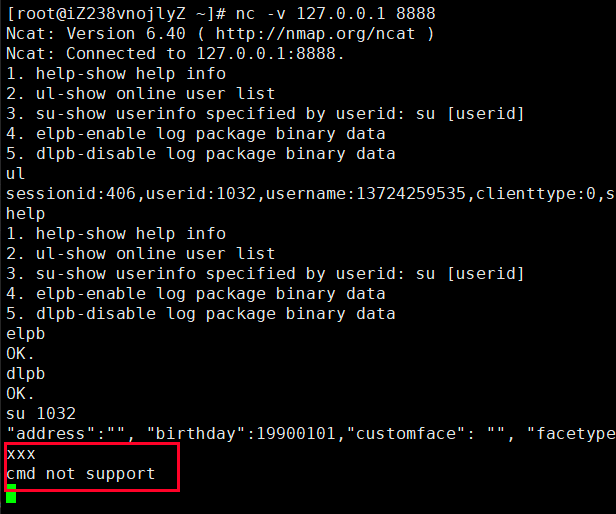 [root@iZ238vnojlyZ ~]# nc -v 127.0.0.1 8888
Ncat: Version 6.40 ( http://nmap.org/ncat )
Ncat: Connected to 127.0.0.1:8888.
1. help-show help info
2. ul-show online user list
3. su-show userinfo specified by userid: su [userid]
4. elpb-enable log package binary data
5. dlpb-disable log package binary data
ul
sessionid:406,userid:1032,username:13724259535,clienttype:0,s
help
1. help-show help info
2. ul-show online user list
3. su-show userinfo specified by userid: su [userid]
4. elpb-enable log package binary data
5. dlpb-disable log package binary data
elpb
OK.
dlpb
OK.
su 1032
"address":"", "birthday":19900101,"customface": "", "facetype
xxx
cmd not support